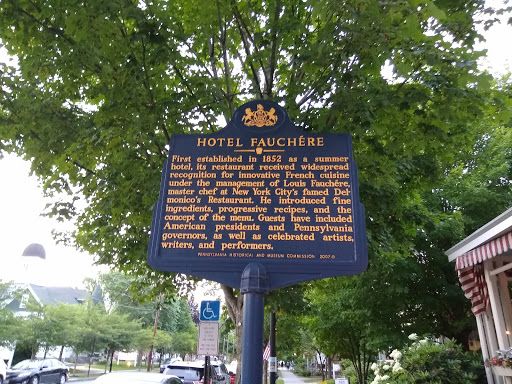 HOTEL FAUCHÉRE
First established in 1852 as a summer
hotel, its restaurant received widespread
recognition for innovative French cuisine
under the management of Louis Fauchére,
master chef at New York City's famed Del-
monico's Restaurant. He introduced fine
ingredients, progressive recipes, and the
concept of the menu. Guests have included
American presidents and Pennsylvania
governors, as well as celebrated artists,
writers, and performers.
PENNSYLVANIA HISTORICAL AND MUSEUM COMMISSION 2007 ©